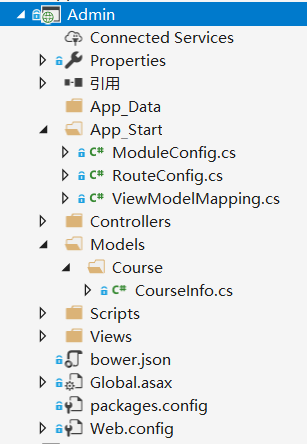 Admin
Connected Services
Properties
引用
App_Data
App_Start
C# ModuleConfig.cs
C# RouteConfig.cs
C# ViewModelMapping.cs
Controllers
Models
Course
C# CourseInfo.cs
Scripts
Views
bower.json
Global.asax
packages.config
Web.config